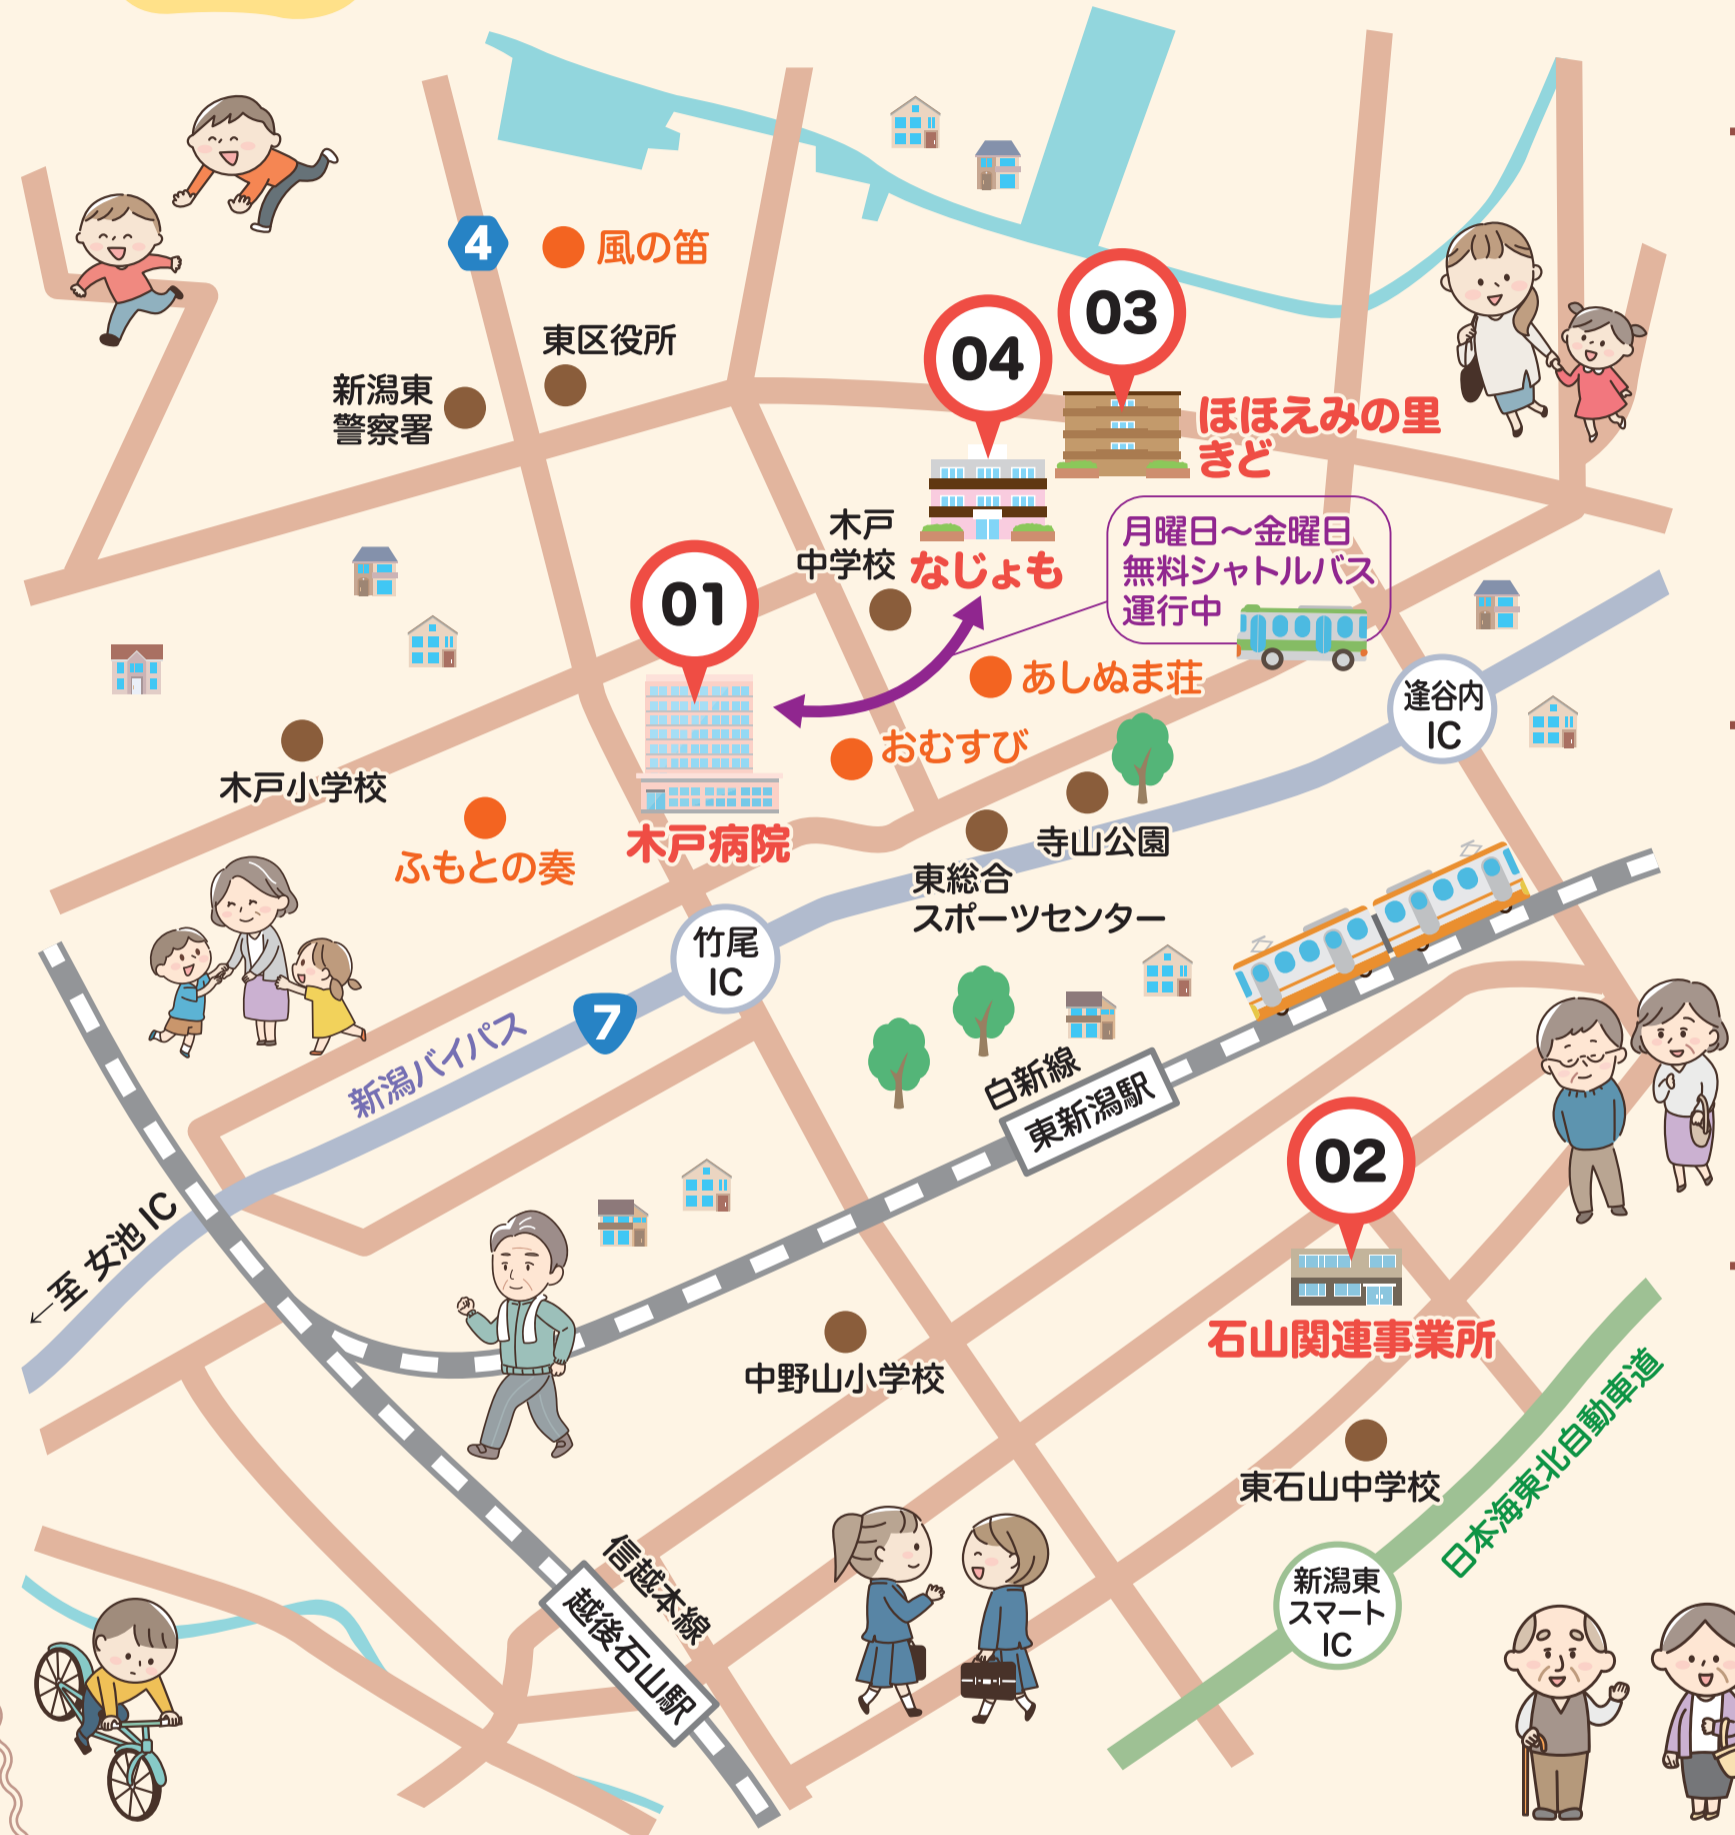 4
風の笛
東区役所
新潟東
警察署
03
04
ほほえみの里
きど
月曜日～金曜日
無料シャトルバス
運行中
木戸
中学校
なじょも
01
あしぬま荘
おむすび
逢谷内
IC
木戸小学校
ふもとの奏
木戸病院
寺山公園
東総合
スポーツセンター
竹尾
IC
7
新潟バイパス
白新線
東新潟駅
02
←至 女池IC
石山関連事業所
中野山小学校
東石山中学校
日本海東北自動車道
信越本線
越後石山駅
新潟東
スマート
IC